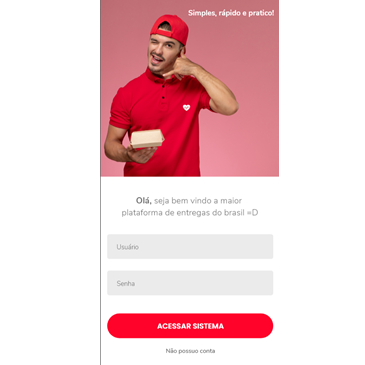 Simples, rápido e pratico!
Olá, seja bem vindo a maior
plataforma de entregas do brasil =D
Usuário
Senha
ACESSAR SISTEMA
Não possuo conta